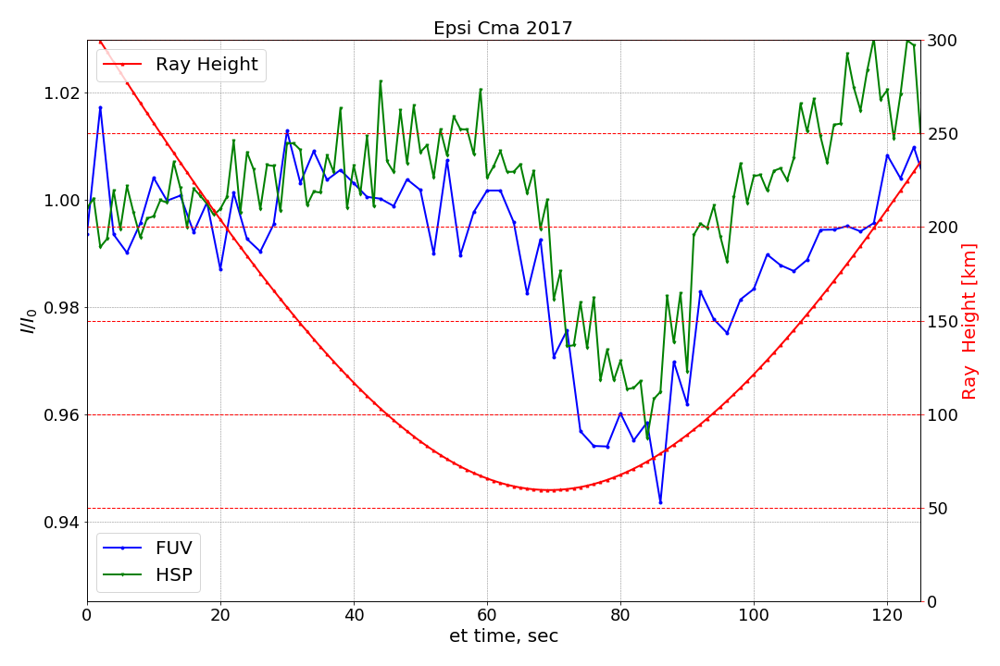 Epsi Cma 2017
Ray Height
1.02
1.00
0.98
0.96
0.94
I/I0
300
250
200
150
100
50
0
Ray Height [km]
FUV
HSP
0 20 40 60 80 100 120
et time, sec